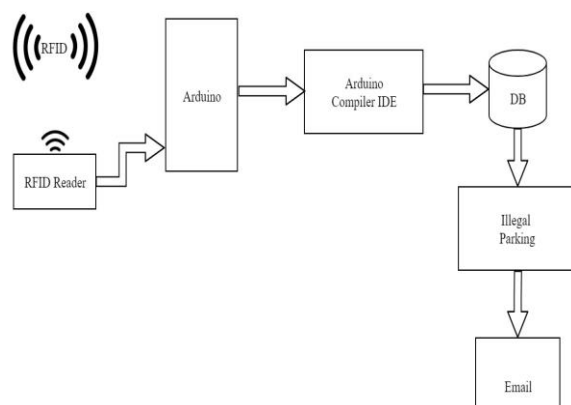 RFID
RFID Reader
Arduino
Arduino
Compiler IDE
DB
Illegal
Parking
Email